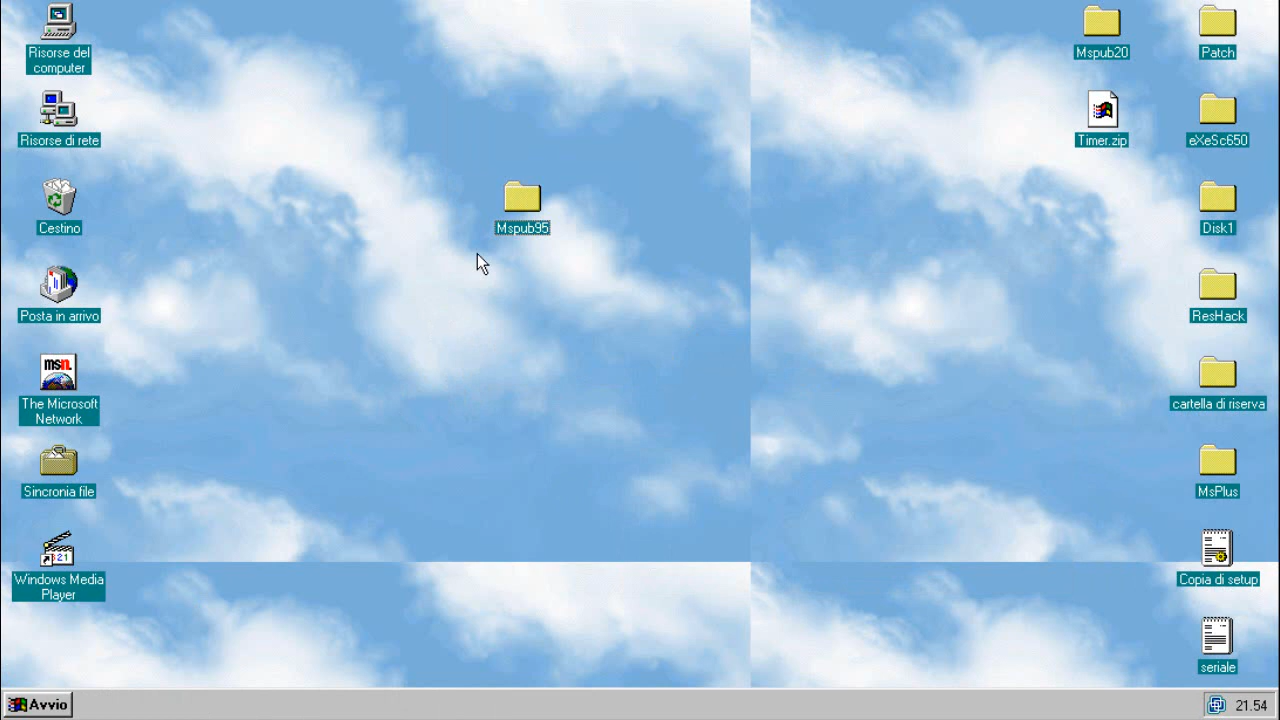 Risorse del
computer
Risorse di rete
Cestino
Posta in arrivo
msn
The Microsoft
Network
Sincronia file
Windows Media
Player
Mspub95
Mspub20
Timer.zip
Patch
eXeSc650
Disk1
ResHack
cartella di riserva
MsPlus
Copia di setup
seriale
Avvio
21.54